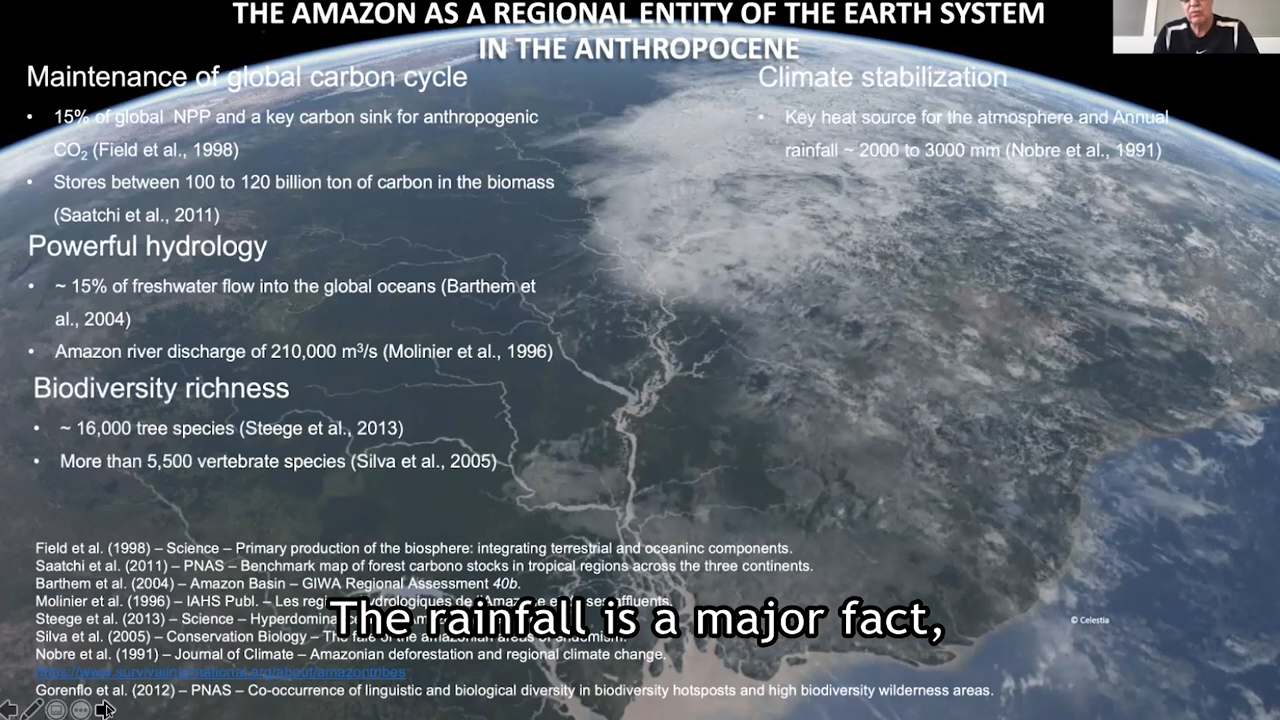 THE AMAZON AS A REGIONAL ENTITY OF THE EARTH SYSTEM
IN THE ANTHROPOCENE
Maintenance of global carbon cycle
• 15% of global NPP and a key carbon sink for anthropogenic
CO₂ (Field et al., 1998)
• Stores between 100 to 120 billion ton of carbon in the biomass
(Saatchi et al., 2011)
Powerful hydrology
• ~ 15% of freshwater flow into the global oceans (Barthem et
al., 2004)
• Amazon river discharge of 210,000 m³/s (Molinier et al., 1996)
Biodiversity richness
• ~ 16,000 tree species (Steege et al., 2013)
• More than 5,500 vertebrate species (Silva et al., 2005)
Climate stabilization
• Key heat source for the atmosphere and Annual
rainfall ~ 2000 to 3000 mm (Nobre et al., 1991)
Field et al. (1998) – Science – Primary production of the biosphere: integrating terrestrial and oceaninc components.
Saatchi et al. (2011) – PNAS – Benchmark map of forest carbono stocks in tropical regions across the three continents.
Barthem et al. (2004) – Amazon Basin – GIWA Regional Assessment 40b.
Molinier et al. (1996) – IAHS Publ. – Les affluents.
Steege et al. (2013) – Science –
Silva et al. (2005) – Conservation Biology – The fate of the amazonian areas of endemism.
Nobre et al. (1991) – Journal of Climate – Amazonian deforestation and regional climate change.
https://www.survivalinternational.org/about/amazontribes
Gorenflo et al. (2012) – PNAS – Co-occurrence of linguistic and biological diversity in biodiversity hotsposts and high biodiversity wilderness areas.
© Celestia
The rainfall is a major fact,